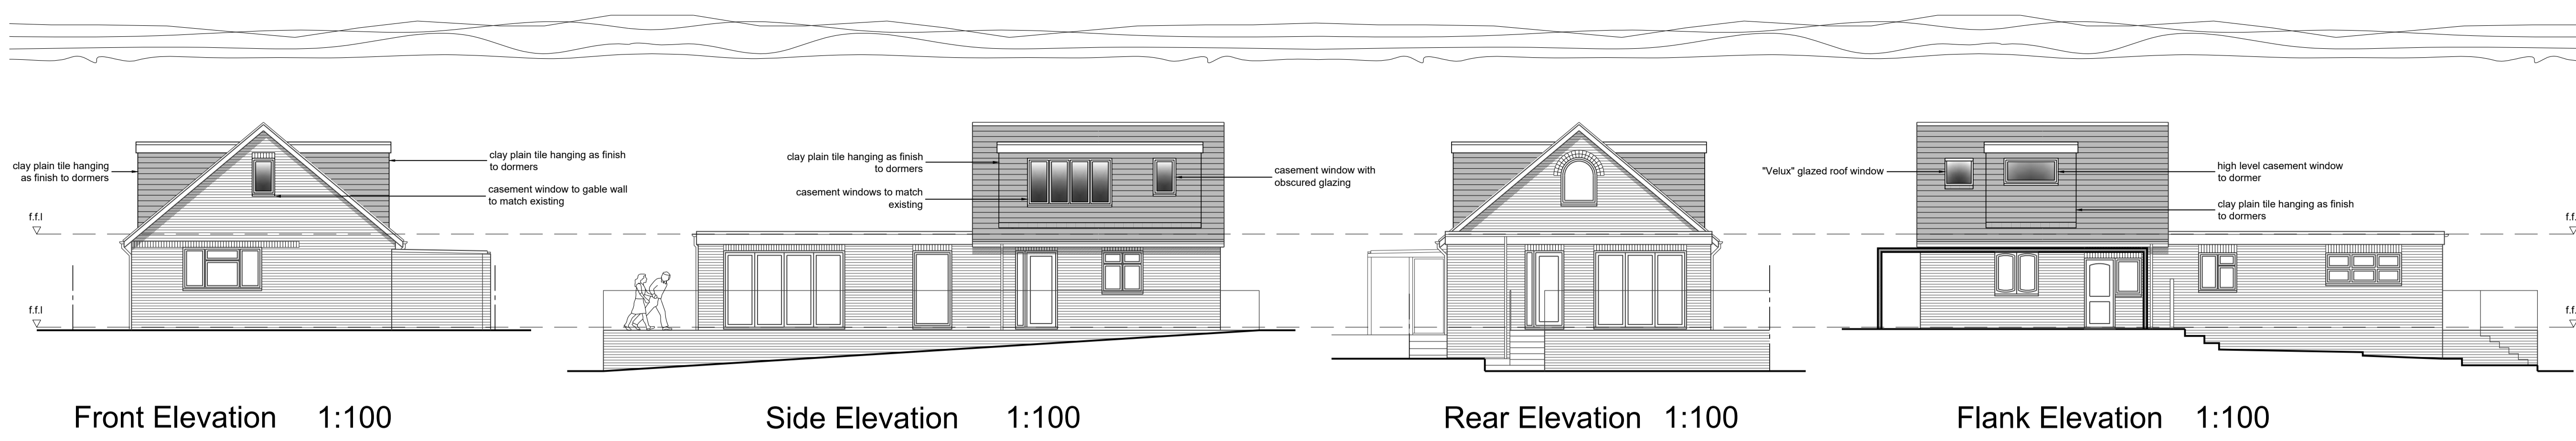 clay plain tile hanging
as finish to dormers
clay plain tile hanging as finish
to dormers
casement window to gable wall
to match existing
f.f.l
f.f.l
Front Elevation 1:100
clay plain tile hanging as finish
to dormers
casement windows to match
existing
casement window with
obscured glazing
Side Elevation 1:100
Rear Elevation 1:100
"Velux" glazed roof window
high level casement window
to dormer
clay plain tile hanging as finish
to dormers
f.f.
f.f.
Flank Elevation 1:100